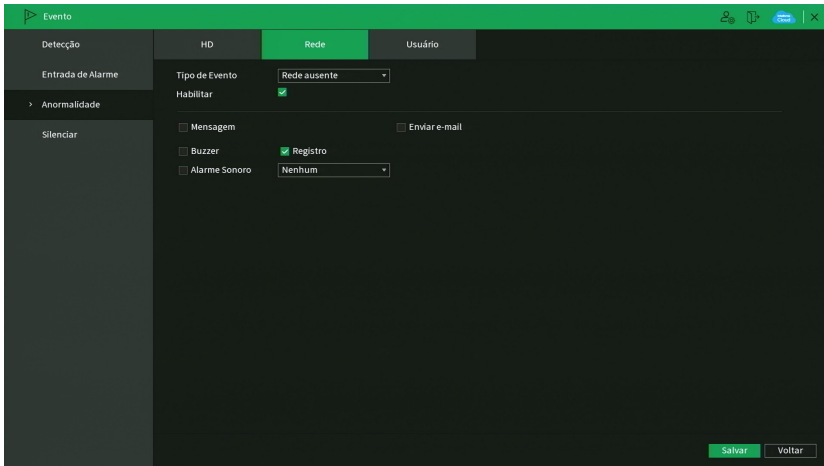 Evento
Cloud
Detecção
Entrada de Alarme
Anormalidade
Silenciar
HD Rede Usuário
Tipo de Evento Rede ausente
Habilitar
Mensagem Enviar e-mail
Buzzer Registro
Alarme Sonoro Nenhum
Salvar Voltar